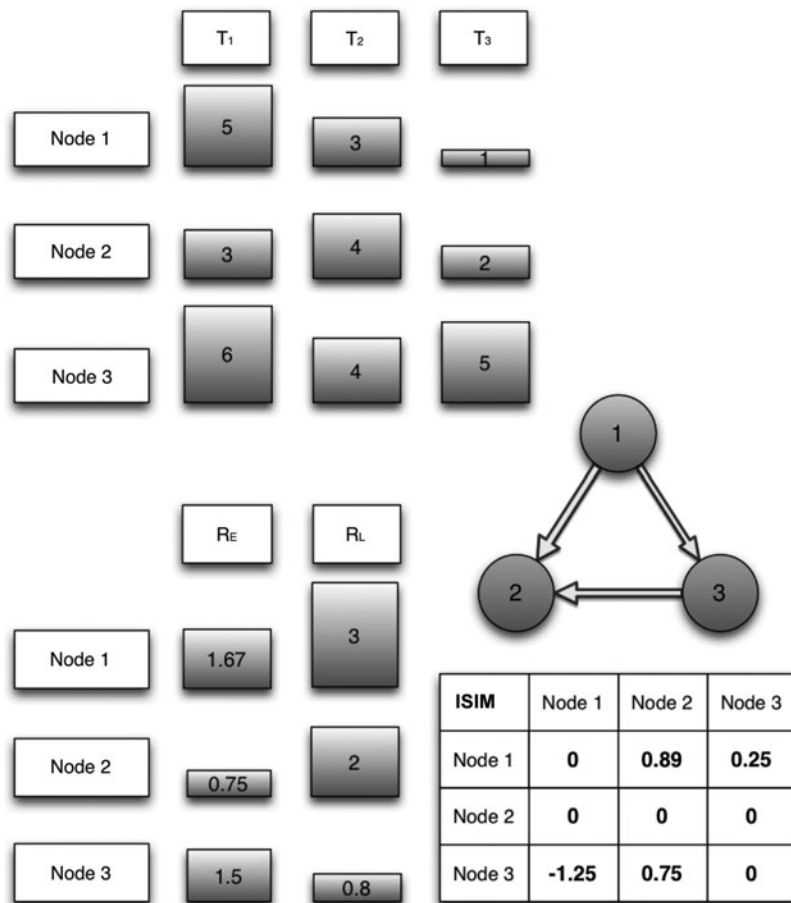 T1 T2 T3
Node 1 5 3 1
Node 2 3 4 2
Node 3 6 4 5
1
2 3
RE RL
Node 1 1.67 3
Node 2 0.75 2
Node 3 1.5 0.8
ISIM Node 1 Node 2 Node 3
Node 1 0 0.89 0.25
Node 2 0 0 0
Node 3 -1.25 0.75 0